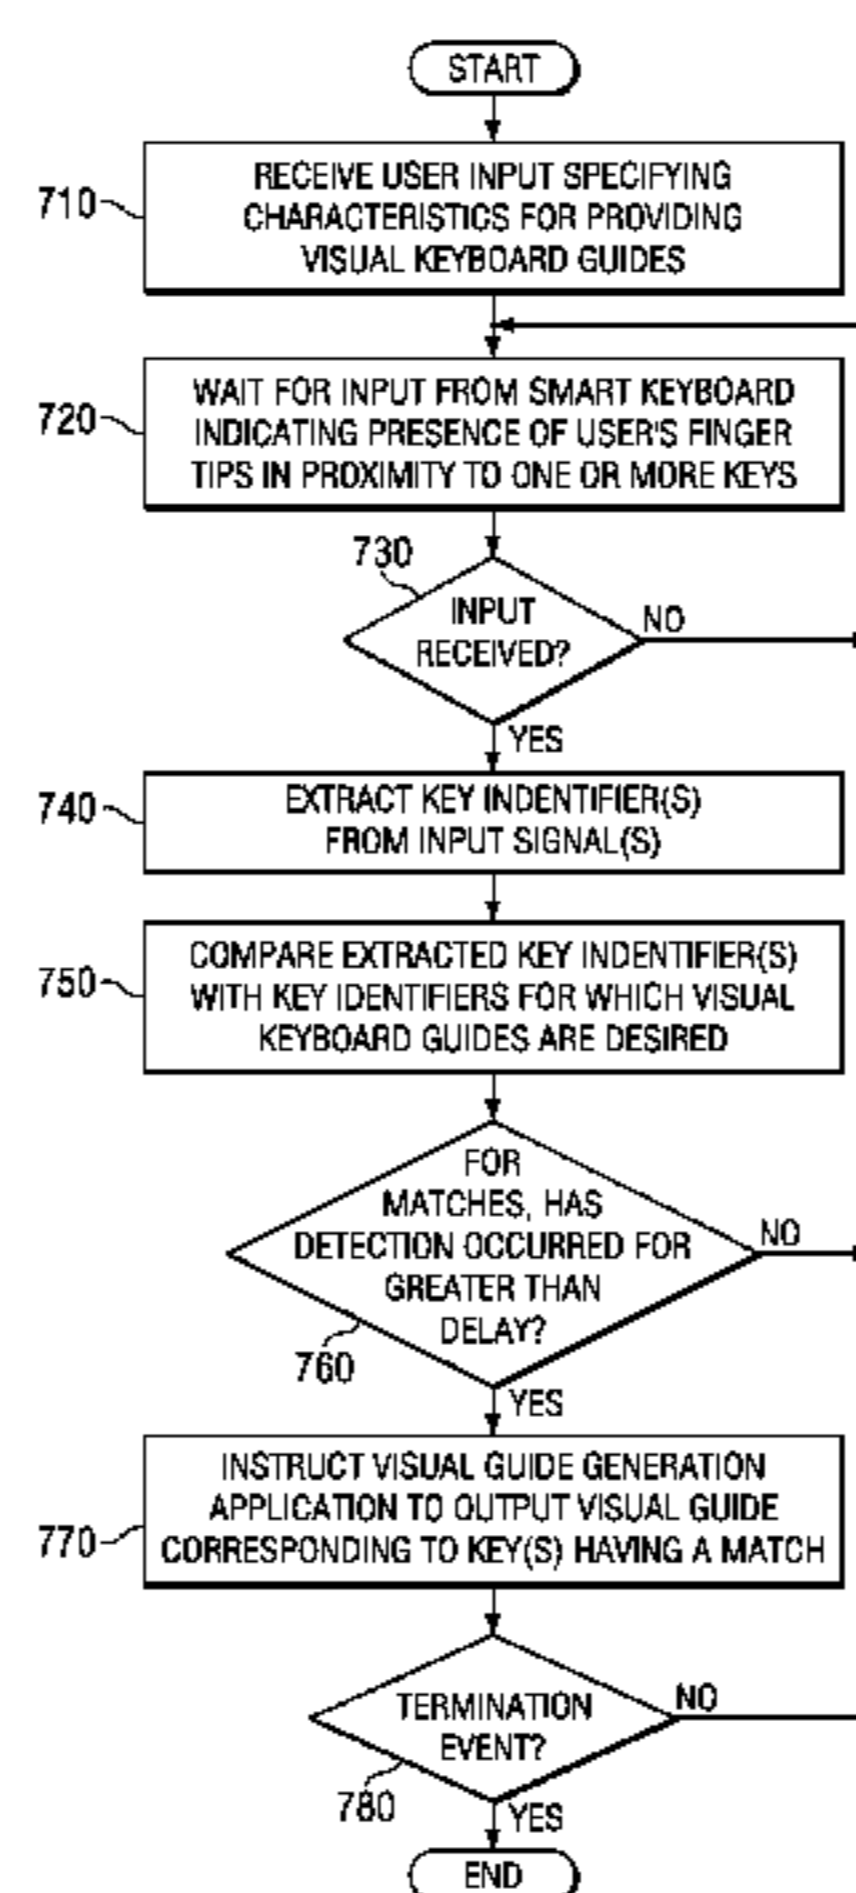 START
710
RECEIVE USER INPUT SPECIFYING
CHARACTERISTICS FOR PROVIDING
VISUAL KEYBOARD GUIDES
720
WAIT FOR INPUT FROM SMART KEYBOARD
INDICATING PRESENCE OF USER'S FINGER
TIPS IN PROXIMITY TO ONE OR MORE KEYS
730
INPUT
RECEIVED?
NO
YES
740
EXTRACT KEY INDENTIFIER(S)
FROM INPUT SIGNAL(S)
750
COMPARE EXTRACTED KEY INDENTIFIER(S)
WITH KEY IDENTIFIERS FOR WHICH VISUAL
KEYBOARD GUIDES ARE DESIRED
FOR
MATCHES, HAS
DETECTION OCCURRED FOR
GREATER THAN
DELAY?
NO
760
YES
770
INSTRUCT VISUAL GUIDE GENERATION
APPLICATION TO OUTPUT VISUAL GUIDE
CORRESPONDING TO KEY(S) HAVING A MATCH
TERMINATION
EVENT?
NO
780
YES
END